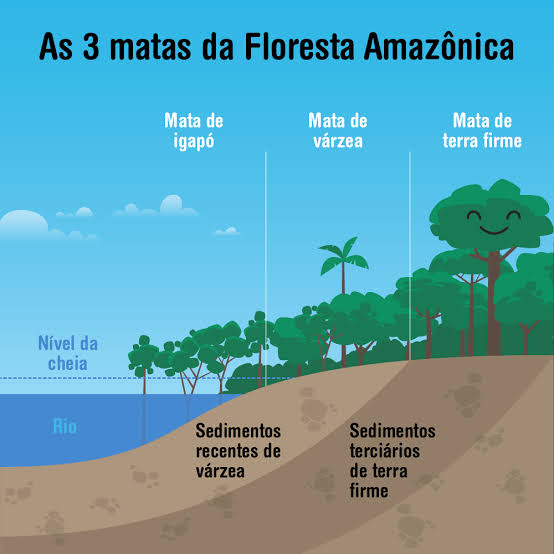 As 3 matas da Floresta Amazônica
Mata de
igapó
Mata de
várzea
Mata de
terra firme
Nível da
cheia
Rio
Sedimentos
recentes de
várzea
Sedimentos
terciários
de terra
firme